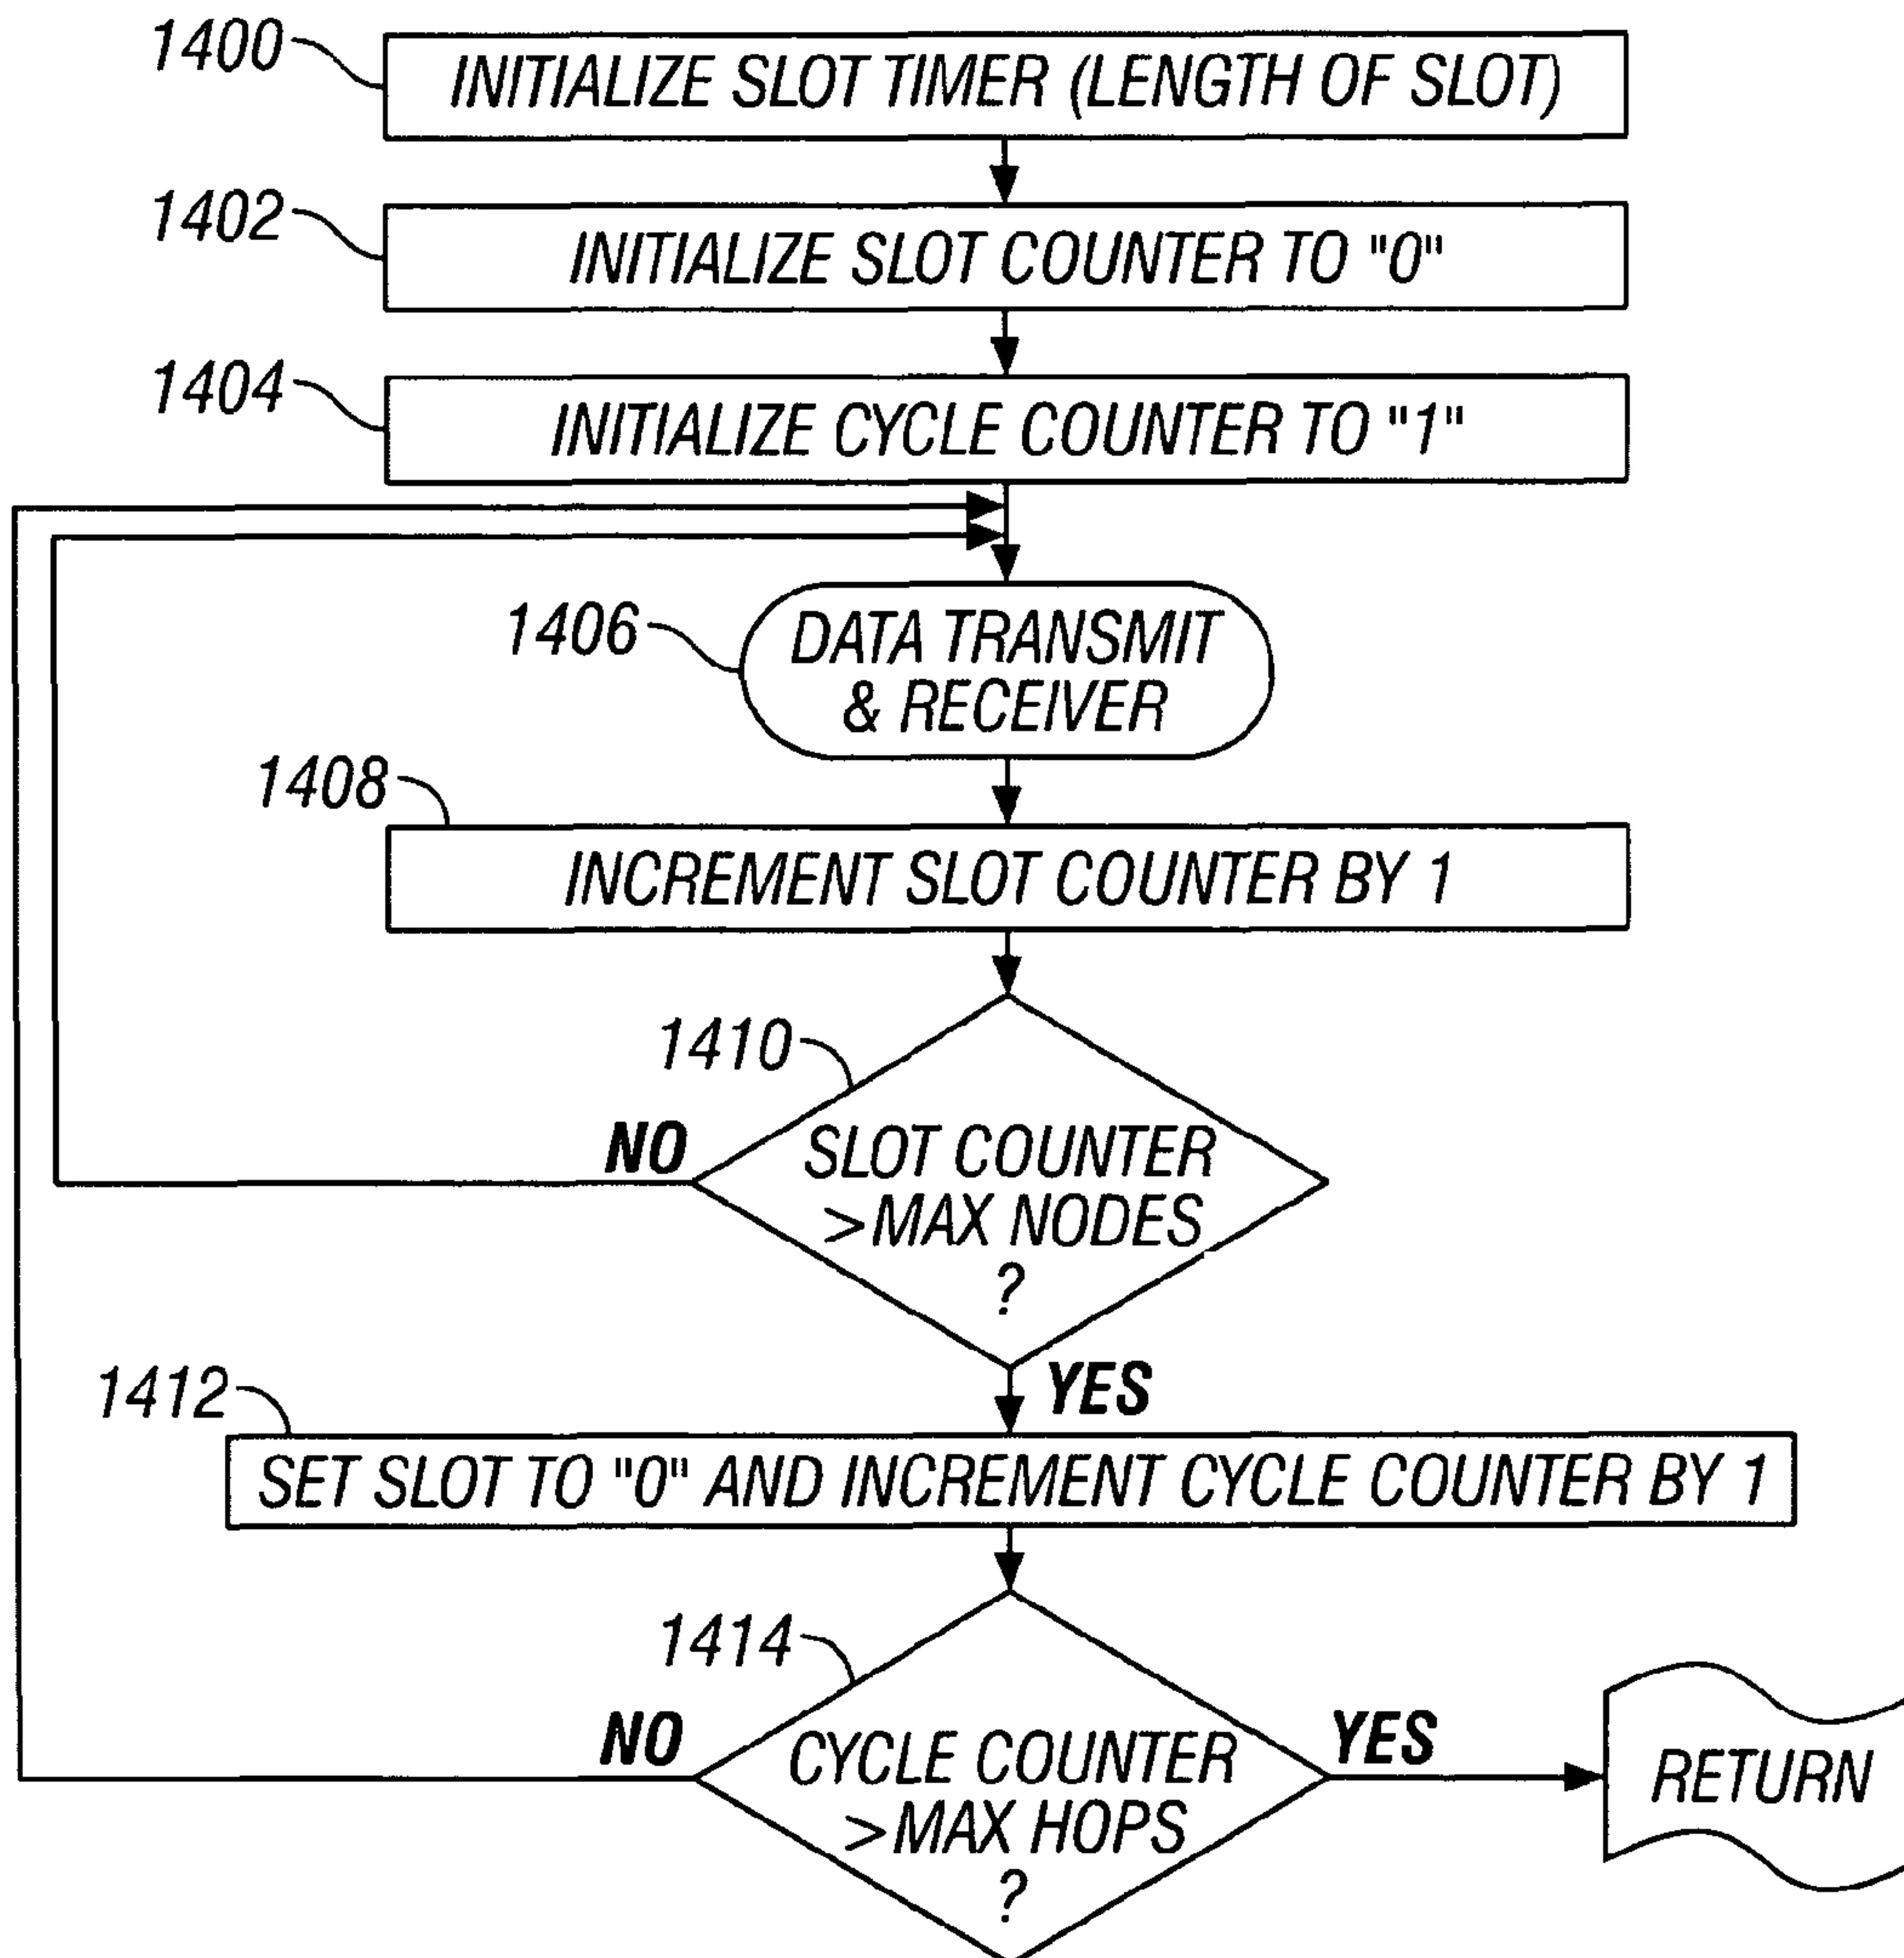 1400
INITIALIZE SLOT TIMER (LENGTH OF SLOT)
1402
INITIALIZE SLOT COUNTER TO "0"
1404
INITIALIZE CYCLE COUNTER TO "1"
1406
DATA TRANSMIT
& RECEIVER
1408
INCREMENT SLOT COUNTER BY 1
1410
NO
SLOT COUNTER
>MAX NODES
?
YES
1412
SET SLOT TO "0" AND INCREMENT CYCLE COUNTER BY 1
1414
NO
CYCLE COUNTER
>MAX HOPS
?
YES
RETURN